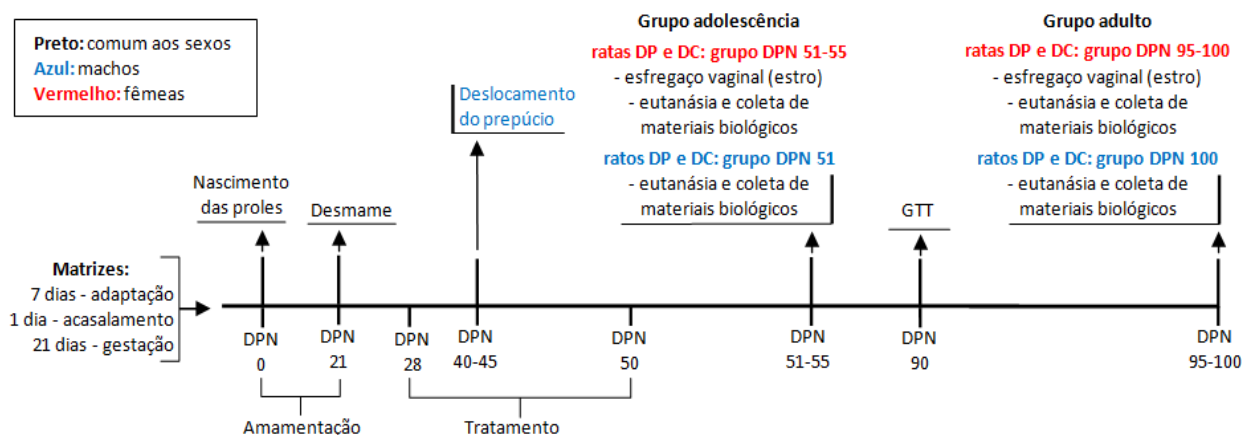 Preto: comum aos sexos
Azul: machos
Vermelho: fêmeas
Grupo adolescência
ratas DP e DC: grupo DPN 51-55
- esfregaço vaginal (estro)
- eutanásia e coleta de
materiais biológicos
ratos DP e DC: grupo DPN 51
- eutanásia e coleta de
materiais biológicos
Grupo adulto
ratas DP e DC: grupo DPN 95-100
- esfregaço vaginal (estro)
- eutanásia e coleta de
materiais biológicos
ratos DP e DC: grupo DPN 100
- eutanásia e coleta de
materiais biológicos
Deslocamento
do prepúcio
Nascimento
das proles
Desmame
GTT
Matrizes:
7 dias - adaptação
1 dia - acasalamento
21 dias - gestação
DPN
0
DPN
21
DPN
28
DPN
40-45
DPN
50
DPN
51-55
DPN
90
DPN
95-100
Amamentação
Tratamento